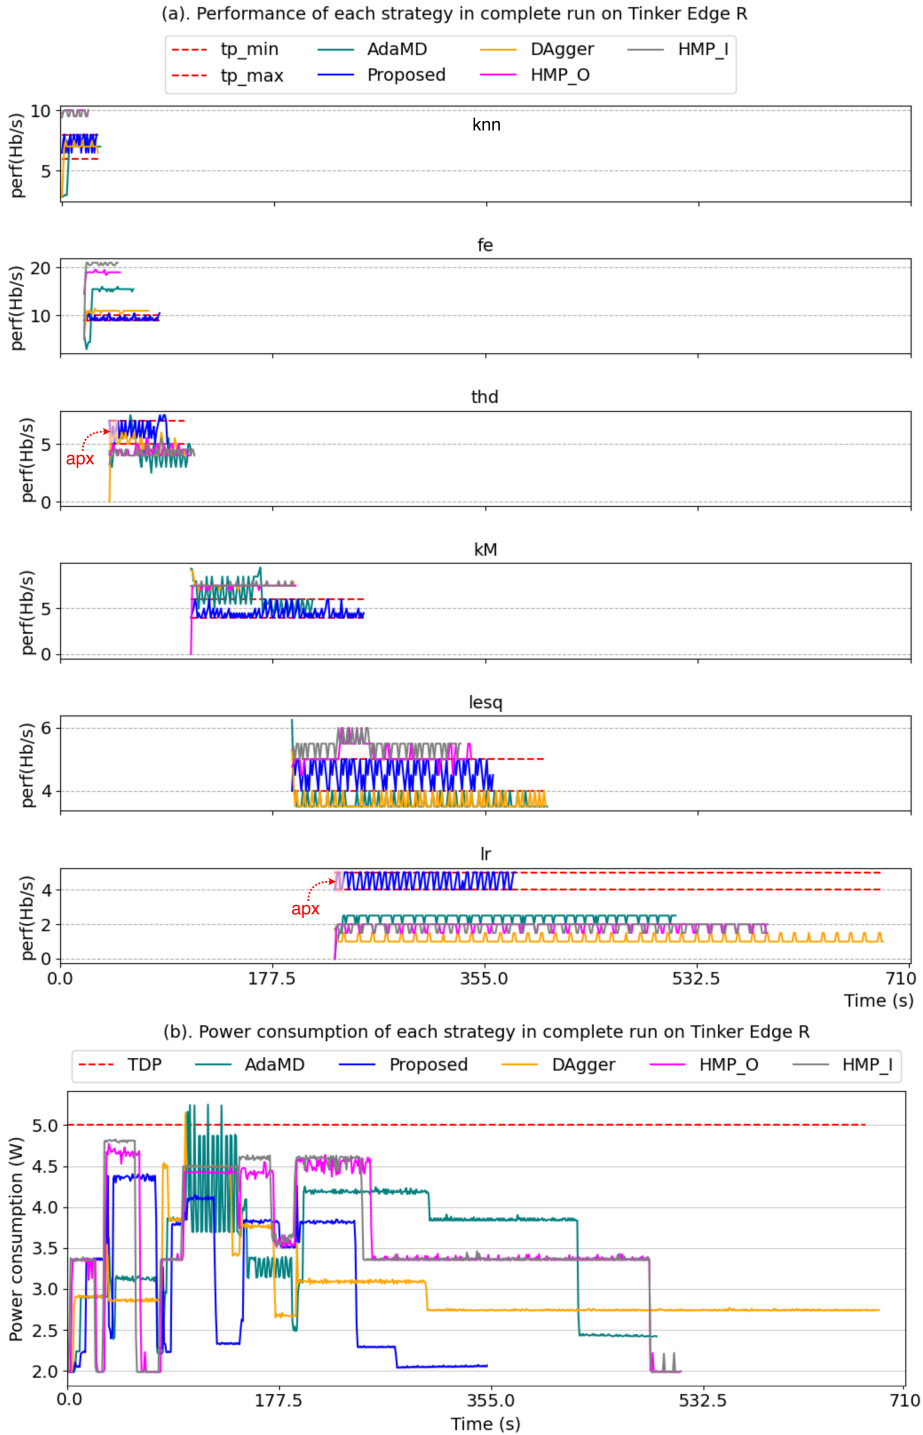 (a). Performance of each strategy in complete run on Tinker Edge R
tp_min AdaMD DAgger HMP_I
tp_max Proposed HMP_O
knn
perf(Hb/s)
10
5
fe
perf(Hb/s)
20
10
thd
perf(Hb/s)
5
0
apx
kM
perf(Hb/s)
5
0
lesq
perf(Hb/s)
6
4
lr
perf(Hb/s)
4
2
0
apx
0.0 177.5 355.0 532.5 710
Time (s)
(b). Power consumption of each strategy in complete run on Tinker Edge R
TDP AdaMD Proposed DAgger HMP_O HMP_I
Power consumption (W)
5.0
4.5
4.0
3.5
3.0
2.5
2.0
0.0 177.5 355.0 532.5 710
Time (s)